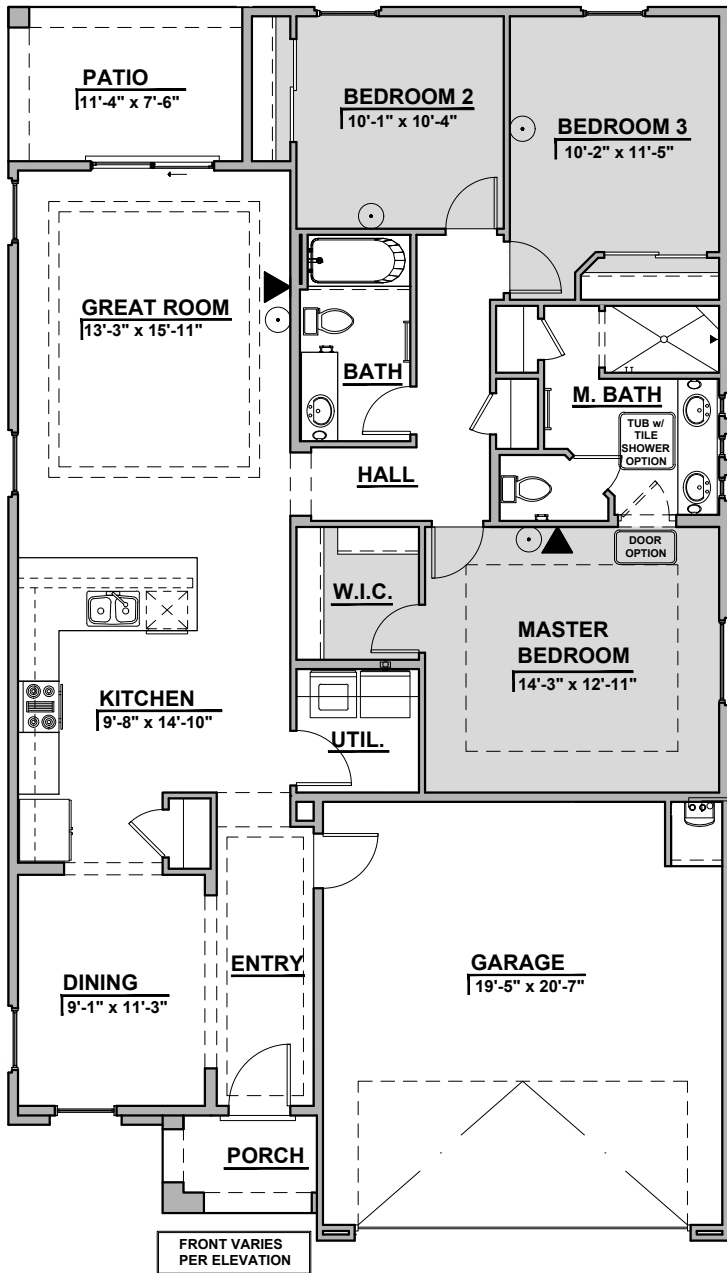 PATIO
11'-4" x 7'-6"
BEDROOM 2
10'-1" x 10'-4"
BEDROOM 3
10'-2" x 11'-5"
GREAT ROOM
13'-3" x 15'-11"
BATH
M. BATH
TUB w/
TILE
SHOWER
OPTION
HALL
DOOR
OPTION
W.I.C.
MASTER
BEDROOM
14'-3" x 12'-11"
KITCHEN
9'-8" x 14'-10"
UTIL.
ENTRY
GARAGE
19'-5" x 20'-7"
DINING
9'-1" x 11'-3"
PORCH
FRONT VARIES
PER ELEVATION